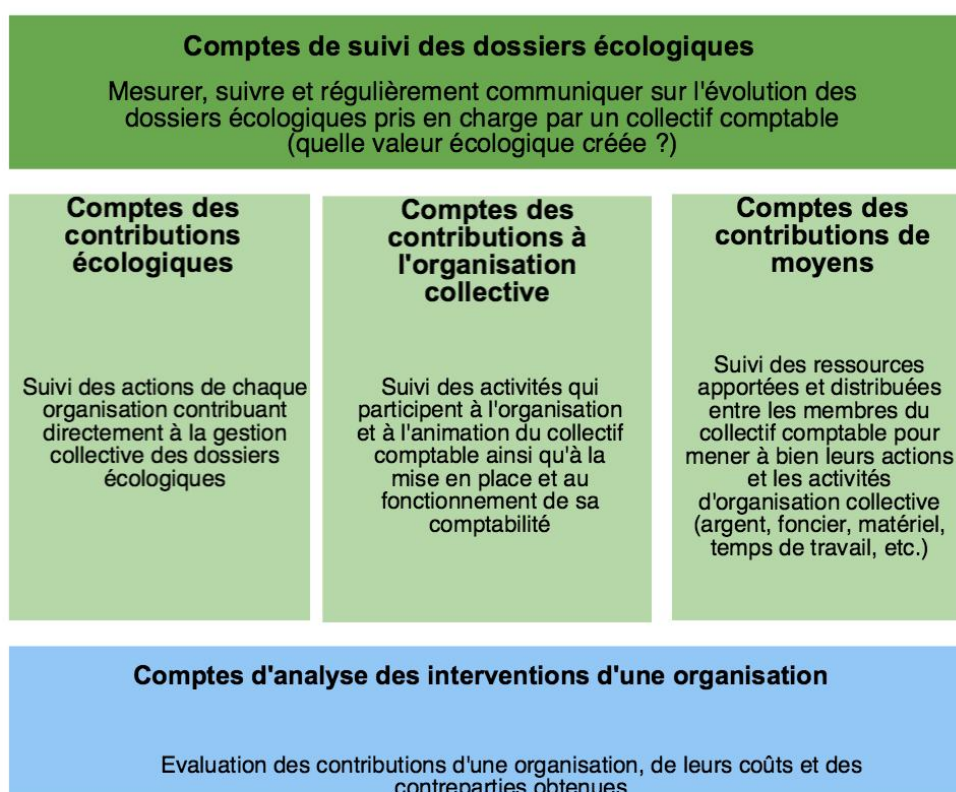 Comptes de suivi des dossiers écologiques
Mesurer, suivre et régulièrement communiquer sur l'évolution des
dossiers écologiques pris en charge par un collectif comptable
(quelle valeur écologique créée ?)
Comptes des
contributions
écologiques
Suivi des actions de chaque
organisation contribuant
directement à la gestion
collective des dossiers
écologiques
Comptes des
contributions à
l'organisation
collective
Suivi des activités qui
participent à l'organisation
et à l'animation du collectif
comptable ainsi qu'à la
mise en place et au
fonctionnement de sa
comptabilité
Comptes des
contributions de
moyens
Suivi des ressources
apportées et distribuées
entre les membres du
collectif comptable pour
mener à bien leurs actions
et les activités
d'organisation collective
(argent, foncier, matériel,
temps de travail, etc.)
Comptes d'analyse des interventions d'une organisation
Evaluation des contributions d'une organisation, de leurs coûts et des
contreparties obtenues